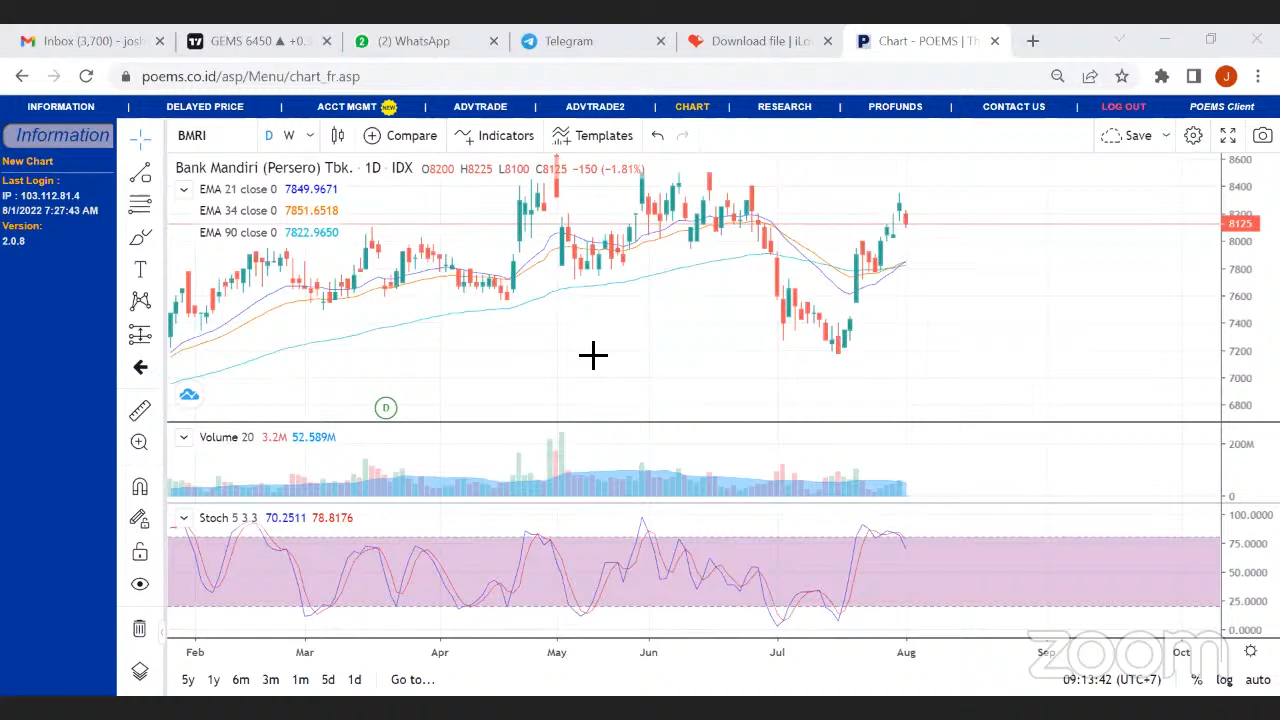 Inbox (3,700) - josh
GEMS 6450 ▲ +0.3
(2) WhatsApp
Telegram
Download file | iLo
Chart - POEMS | Th
poems.co.id/asp/Menu/chart_fr.asp
J
INFORMATION | DELAYED PRICE | ACCT MGMT NEW | ADVTRADE | ADVTRADE2 | CHART | RESEARCH | PROFUNDS | CONTACT US | LOG OUT POEMS Client
Information
New Chart
Last Login :
IP : 103.112.81.4
8/1/2022 7:27:43 AM
Version:
2.0.8
BMRI D W Compare Indicators Templates Save
Bank Mandiri (Persero) Tbk. · 1D · IDX O8200 H8225 L8100 C8125 −150 (−1.81%)
EMA 21 close 0 7849.9671
EMA 34 close 0 7851.6518
EMA 90 close 0 7822.9650
8600
8400
8200
8125
8000
7800
7600
7400
7200
7000
6800
D
Volume 20 3.2M 52.589M
200M
0
Stoch 5 3 3 70.2511 78.8176
100.0000
75.0000
50.0000
25.0000
0.0000
Feb Mar Apr May Jun Jul Aug Sep Oct
zoom
5y 1y 6m 3m 1m 5d 1d Go to... 09:13:42 (UTC+7) % log auto